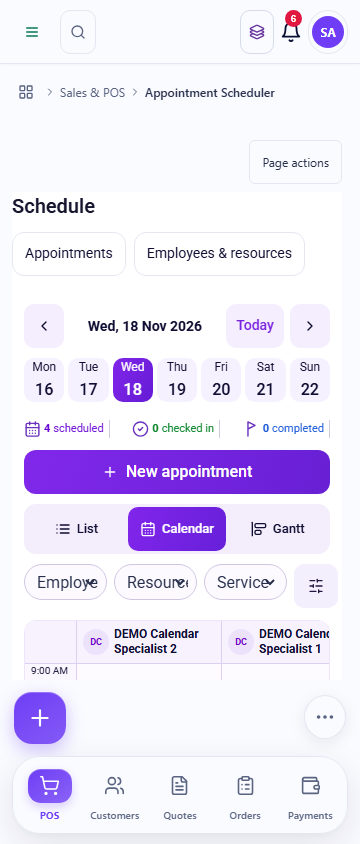 6
SA
Sales & POS
Appointment Scheduler
Page actions
Schedule
Appointments
Employees & resources
Wed, 18 Nov 2026
Today
Mon Tue Wed Thu Fri Sat Sun
16 17 18 19 20 21 22
4 scheduled
0 checked in
0 completed
New appointment
List
Calendar
Gantt
Employe
Resource
Service
DC
DEMO Calendar
Specialist 2
DC
DEMO Calend
Specialist 1
9:00 AM
POS
Customers
Quotes
Orders
Payments